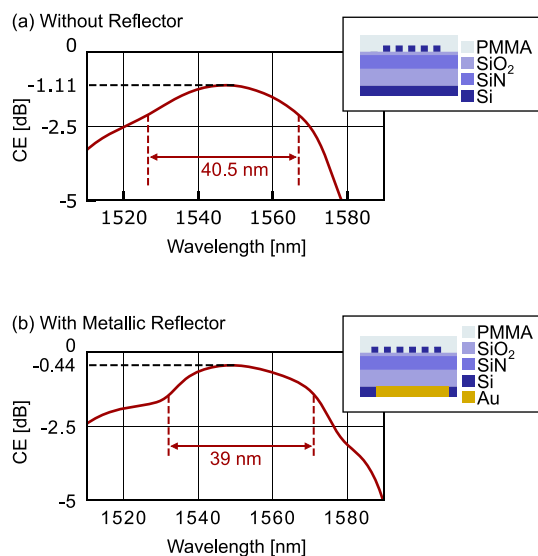 (a) Without Reflector
0
-1.11
-2.5
-5
CE [dB]
40.5 nm
1520 1540 1560 1580
Wavelength [nm]
PMMA
SiO2
SiN
Si
(b) With Metallic Reflector
0
-0.44
-2.5
-5
CE [dB]
39 nm
1520 1540 1560 1580
Wavelength [nm]
PMMA
SiO2
SiN
Si
Au